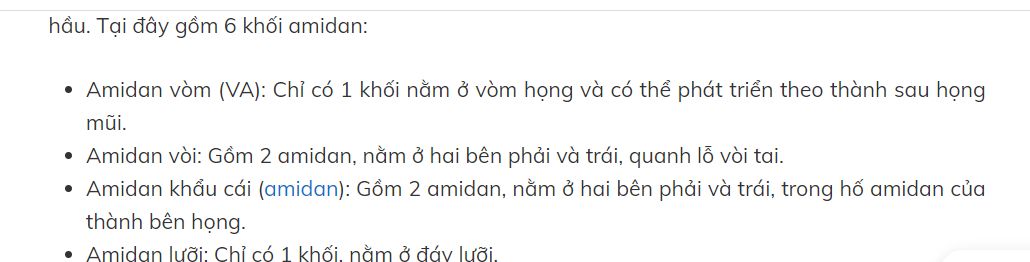 hầu. Tại đây gồm 6 khối amidan:
Amidan vòm (VA): Chỉ có 1 khối nằm ở vòm họng và có thể phát triển theo thành sau họng
mũi.
Amidan vòi: Gồm 2 amidan, nằm ở hai bên phải và trái, quanh lỗ vòi tai.
Amidan khẩu cái (amidan): Gồm 2 amidan, nằm ở hai bên phải và trái, trong hố amidan của
thành bên họng.
Amidan lưỡi: Chỉ có 1 khối, nằm ở đáy lưỡi.